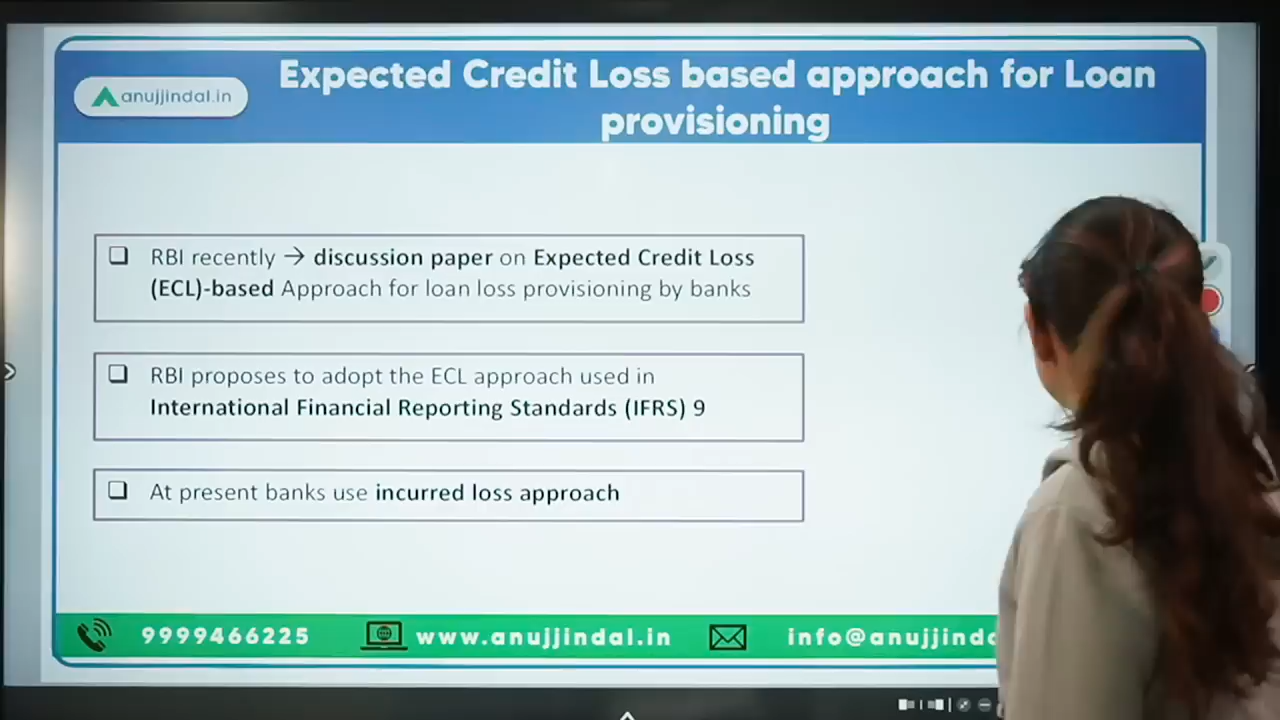 anujjindal.in
Expected Credit Loss based approach for Loan
provisioning
❑ RBI recently → discussion paper on Expected Credit Loss
(ECL)-based Approach for loan loss provisioning by banks
❑ RBI proposes to adopt the ECL approach used in
International Financial Reporting Standards (IFRS) 9
❑ At present banks use incurred loss approach
9999466225 www.anujjindal.in